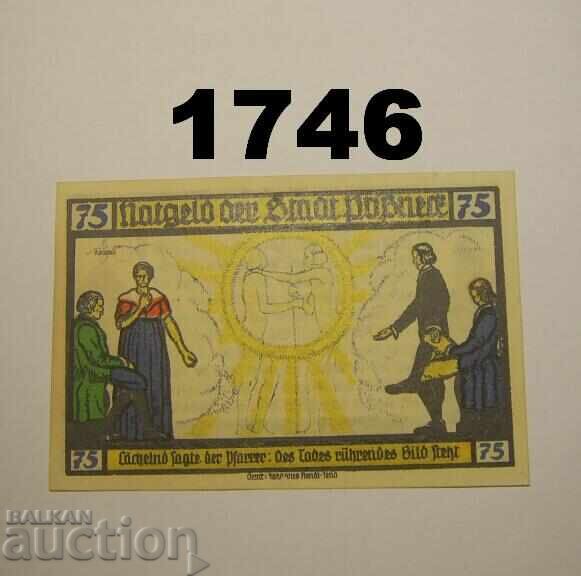 1746
75 Notgeld der Stadt Pößneck 75
75 Lächelnd sagte der Pfarrer: des Todes rührendes Bild steht 75
BALKAN
auction